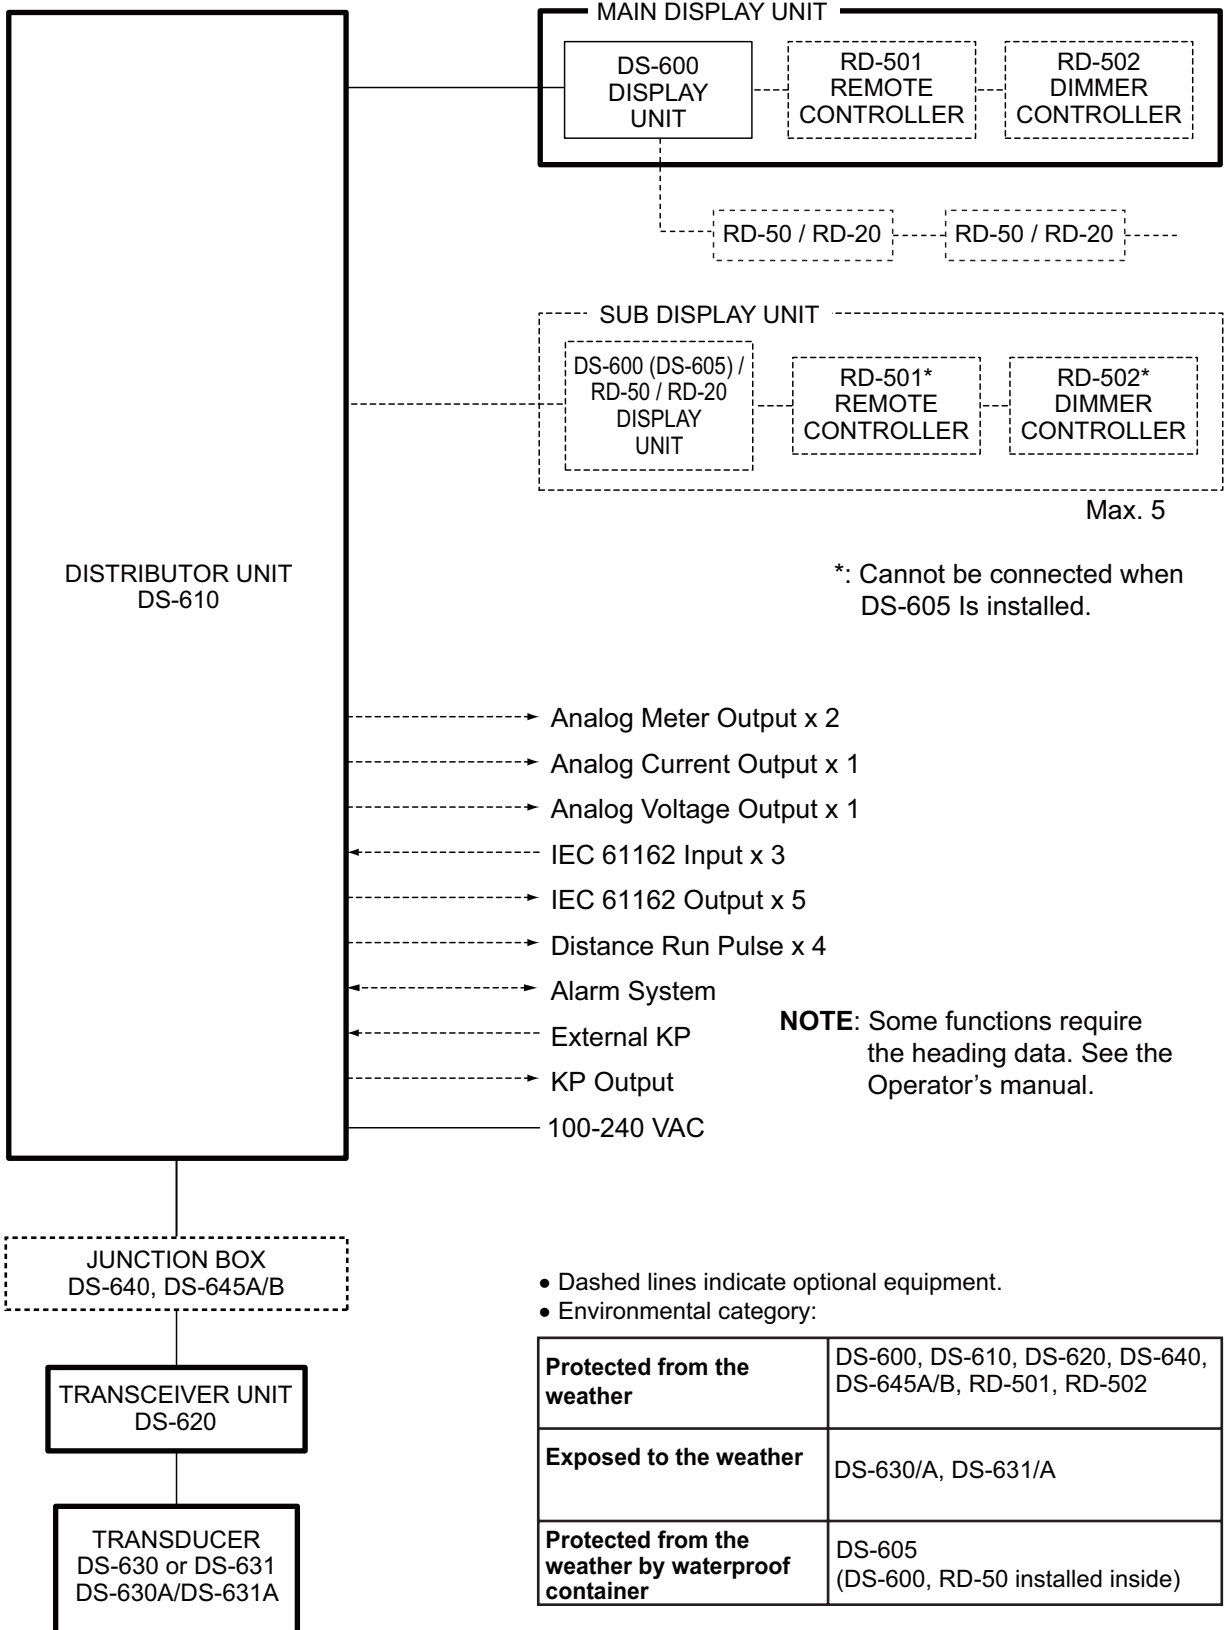 MAIN DISPLAY UNIT
DS-600
DISPLAY
UNIT
RD-501
REMOTE
CONTROLLER
RD-502
DIMMER
CONTROLLER
RD-50 / RD-20
RD-50 / RD-20
SUB DISPLAY UNIT
DS-600 (DS-605) /
RD-50 / RD-20
DISPLAY
UNIT
RD-501*
REMOTE
CONTROLLER
RD-502*
DIMMER
CONTROLLER
Max. 5
*: Cannot be connected when
DS-605 Is installed.
DISTRIBUTOR UNIT
DS-610
Analog Meter Output x 2
Analog Current Output x 1
Analog Voltage Output x 1
IEC 61162 Input x 3
IEC 61162 Output x 5
Distance Run Pulse x 4
Alarm System
External KP
KP Output
100-240 VAC
NOTE: Some functions require
the heading data. See the
Operator's manual.
JUNCTION BOX
DS-640, DS-645A/B
TRANSCEIVER UNIT
DS-620
TRANSDUCER
DS-630 or DS-631
DS-630A/DS-631A
● Dashed lines indicate optional equipment.
● Environmental category:
Protected from the
weather
DS-600, DS-610, DS-620, DS-640,
DS-645A/B, RD-501, RD-502
Exposed to the weather
DS-630/A, DS-631/A
Protected from the
weather by waterproof
container
DS-605
(DS-600, RD-50 installed inside)